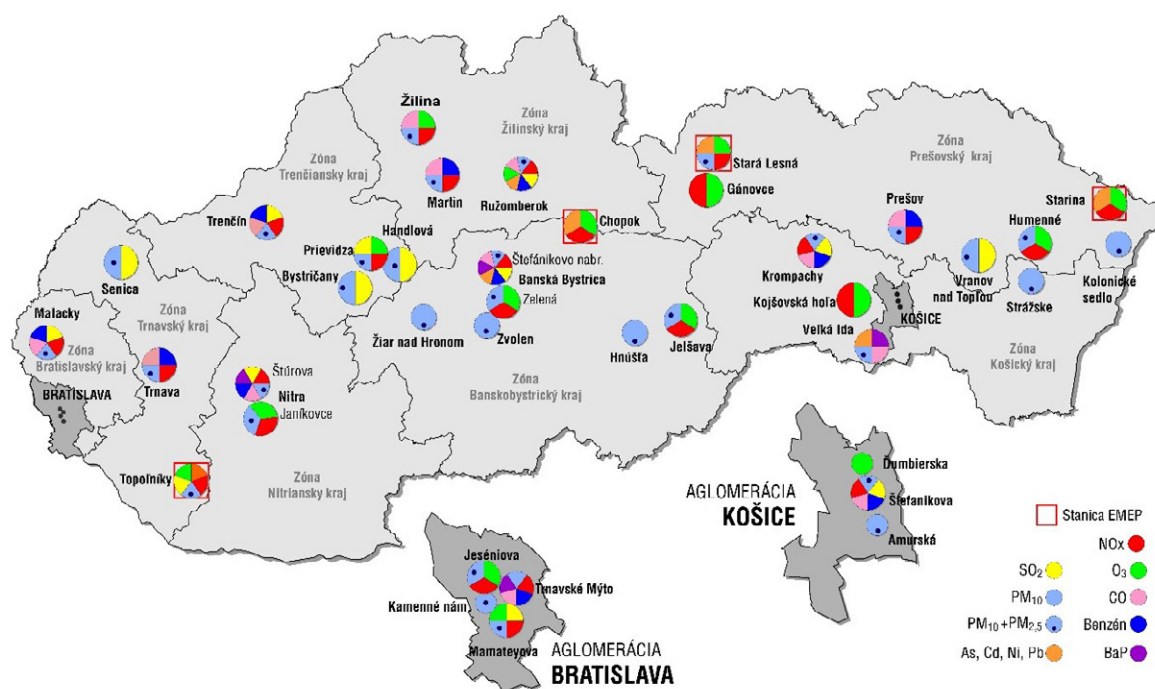 Žilina
Zóna
Žilinský kraj
Zóna
Trenčiansky kraj
Martin
Ružomberok
Stará Lesná
Gánovce
Zóna
Prešovský kraj
Starina
Prešov
Humenné
Trenčín
Handlová
Prievidza
Bystričany
Chopok
Štefánikovo nabr.
Banská Bystrica
Zelená
Zvolen
Žiar nad Hronom
Krompachy
Vranov
nad Topľou
Strážske
Kolonické
sedlo
Senica
Malacky
Zóna
Trnavský kraj
Zóna
Bratislavský kraj
Trnava
BRATISLAVA
Štúrova
Nitra
Janíkovce
Hnúšťa
Jelšava
Kojšovská hoľa
KOŠICE
Veľká Ida
Zóna
Košický kraj
Zóna
Banskobystrický kraj
Topoľníky
Zóna
Nitriansky kraj
Ďumbierska
Štefanikova
Amurská
AGLOMERÁCIA
KOŠICE
Jeséniova
Trnavské Mýto
Kamenné nám.
Mamateyova
AGLOMERÁCIA
BRATISLAVA
Stanica EMEP
NOx
SO2
O3
PM10
CO
PM10+PM2,5
Benzén
As, Cd, Ni, Pb
BaP